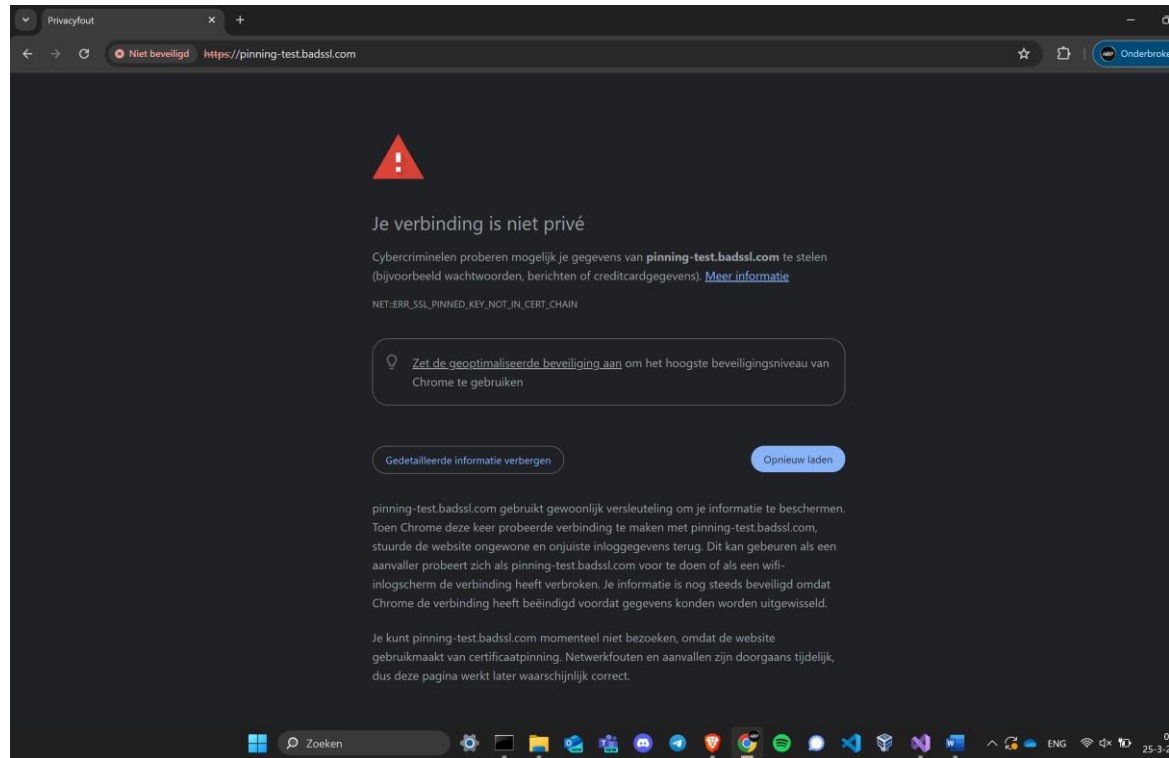 Privacyfout
Niet beveiligd https://pinning-test.badssl.com
Je verbinding is niet privé
Cybercriminelen proberen mogelijk je gegevens van pinning-test.badssl.com te stelen
(bijvoorbeeld wachtwoorden, berichten of creditcardgegevens). Meer informatie
NET::ERR_SSL_PINNED_KEY_NOT_IN_CERT_CHAIN
Zet de geoptimaliseerde beveiliging aan om het hoogste beveiligingsniveau van
Chrome te gebruiken
Gedetailleerde informatie verbergen
Opnieuw laden
pinning-test.badssl.com gebruikt gewoonlijk versleuteling om je informatie te beschermen.
Toen Chrome deze keer probeerde verbinding te maken met pinning-test.badssl.com,
stuurde de website ongewone en onjuiste inloggegevens terug. Dit kan gebeuren als een
aanvaller probeert zich als pinning-test.badssl.com voor te doen of als een wifi-
inlogscherm de verbinding heeft verbroken. Je informatie is nog steeds beveiligd omdat
Chrome de verbinding heeft beëindigd voordat gegevens konden worden uitgewisseld.
Je kunt pinning-test.badssl.com momenteel niet bezoeken, omdat de website
gebruikmaakt van certificaatpinning. Netwerkfouten en aanvallen zijn doorgaans tijdelijk,
dus deze pagina werkt later waarschijnlijk correct.
Zoeken
ENG